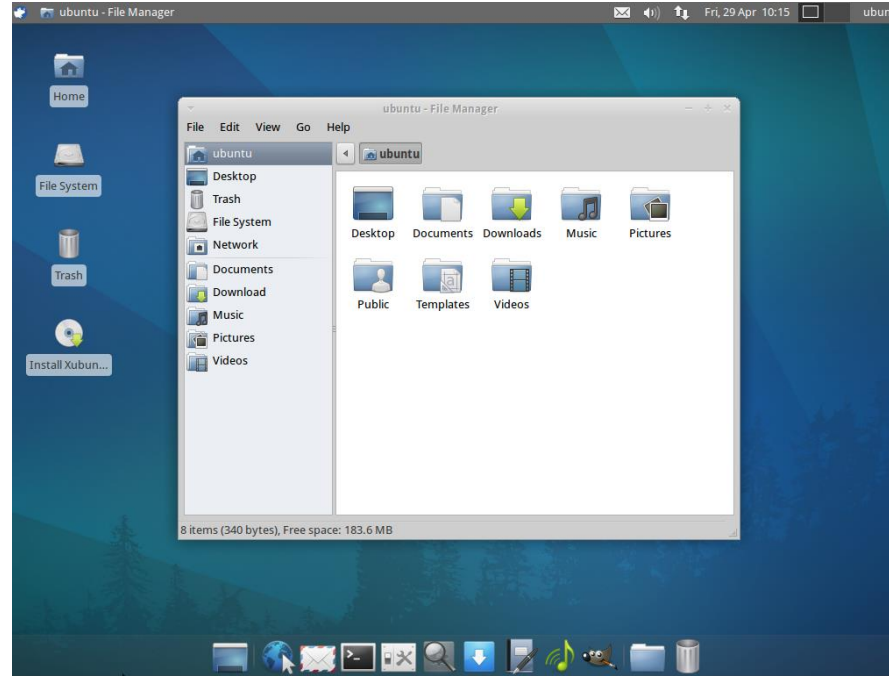 ubuntu - File Manager
Fri, 29 Apr 10:15
Home
File System
Trash
Install Xubun...
ubuntu - File Manager
File Edit View Go Help
ubuntu
Desktop
Trash
File System
Network
Documents
Download
Music
Pictures
Videos
ubuntu
Desktop Documents Downloads Music Pictures
Public Templates Videos
8 items (340 bytes), Free space: 183.6 MB